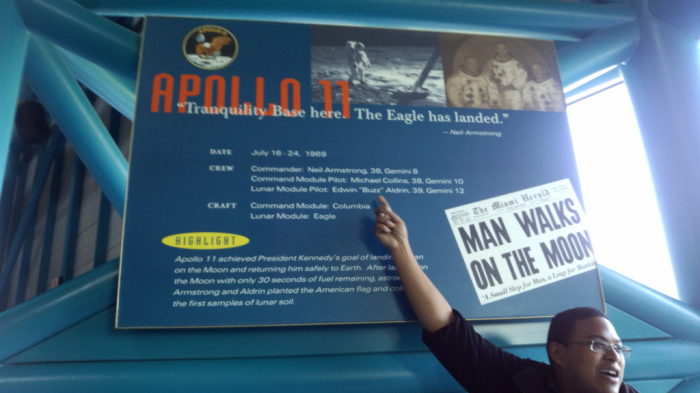 APOLLO 11
"Tranquility Base here. The Eagle has landed."
— Neil Armstrong
DATE July 16 - 24, 1969
CREW Commander: Neil Armstrong, 38, Gemini 8
Command Module Pilot: Michael Collins, 38, Gemini 10
Lunar Module Pilot: Edwin "Buzz" Aldrin, 39, Gemini 12
CRAFT Command Module: Columbia
Lunar Module: Eagle
HIGHLIGHT
Apollo 11 achieved President Kennedy's goal of
on the Moon and returning him safely to Earth. After
on the Moon with only 30 seconds of fuel remaining,
Armstrong and Aldrin planted the American flag and
the first samples of lunar soil.
The Miami Herald
MAN WALKS
ON THE MOON
'A Small Step for Man, a Leap for Mankind